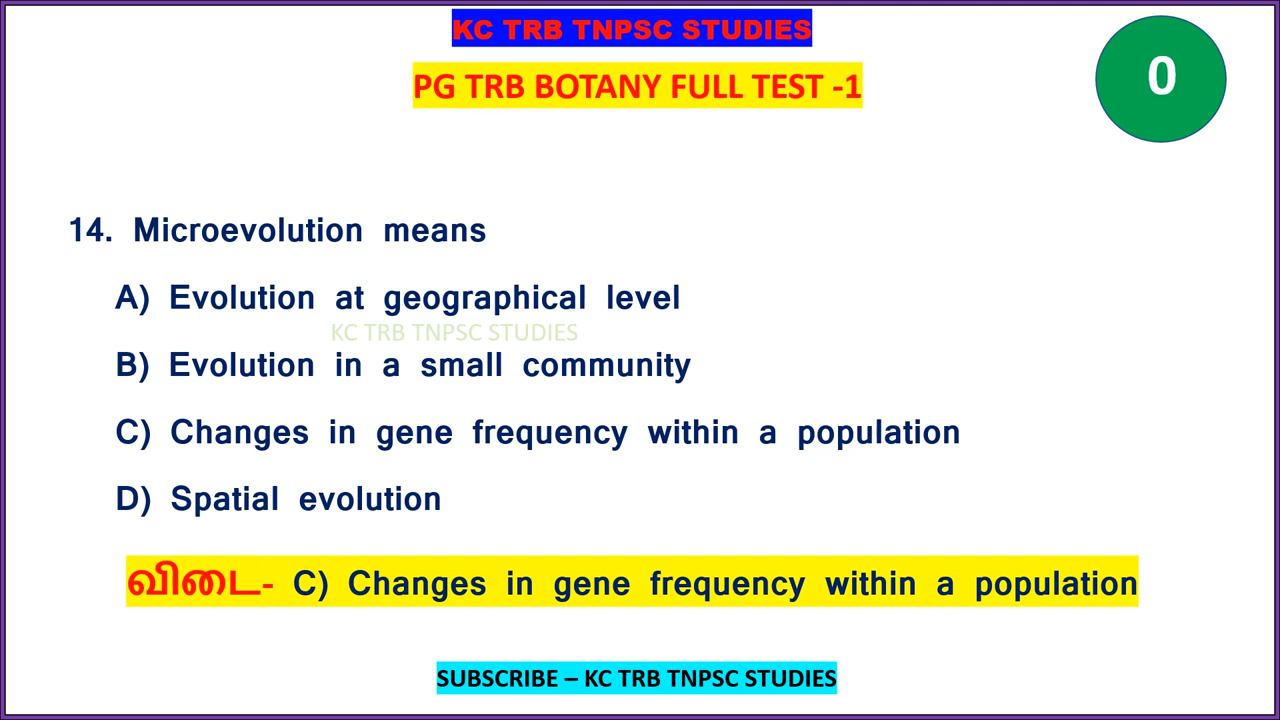 KC TRB TNPSC STUDIES
PG TRB BOTANY FULL TEST -1
0
14. Microevolution means
A) Evolution at geographical level
KC TRB TNPSC STUDIES
B) Evolution in a small community
C) Changes in gene frequency within a population
D) Spatial evolution
விடை- C) Changes in gene frequency within a population
SUBSCRIBE – KC TRB TNPSC STUDIES